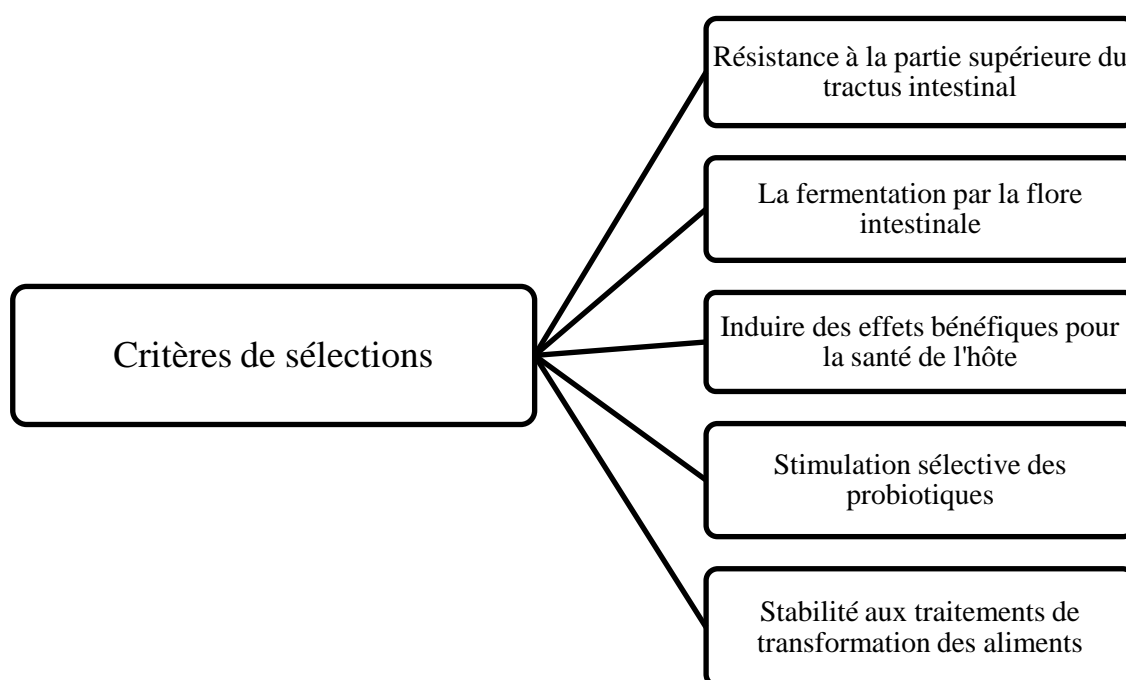 Résistance à la partie supérieure du
tractus intestinal
La fermentation par la flore
intestinale
Induire des effets bénéfiques pour
la santé de l'hôte
Critères de sélections
Stimulation sélective des
probiotiques
Stabilité aux traitements de
transformation des aliments